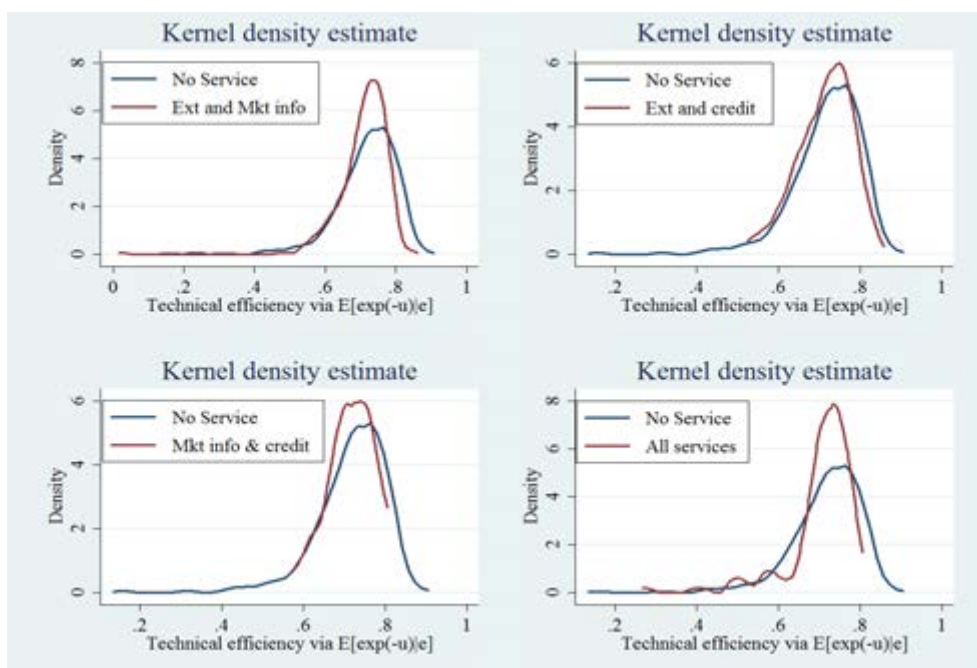 Kernel density estimate
No Service
Ext and Mkt info
Density
8
6
4
2
0
0 .2 .4 .6 .8 1
Technical efficiency via E[exp(-u)|e]
Kernel density estimate
No Service
Ext and credit
Density
6
4
2
0
.2 .4 .6 .8 1
Technical efficiency via E[exp(-u)|e]
Kernel density estimate
No Service
Mkt info & credit
Density
6
4
2
0
.2 .4 .6 .8 1
Technical efficiency via E[exp(-u)|e]
Kernel density estimate
No Service
All services
Density
8
6
4
2
0
.2 .4 .6 .8 1
Technical efficiency via E[exp(-u)|e]